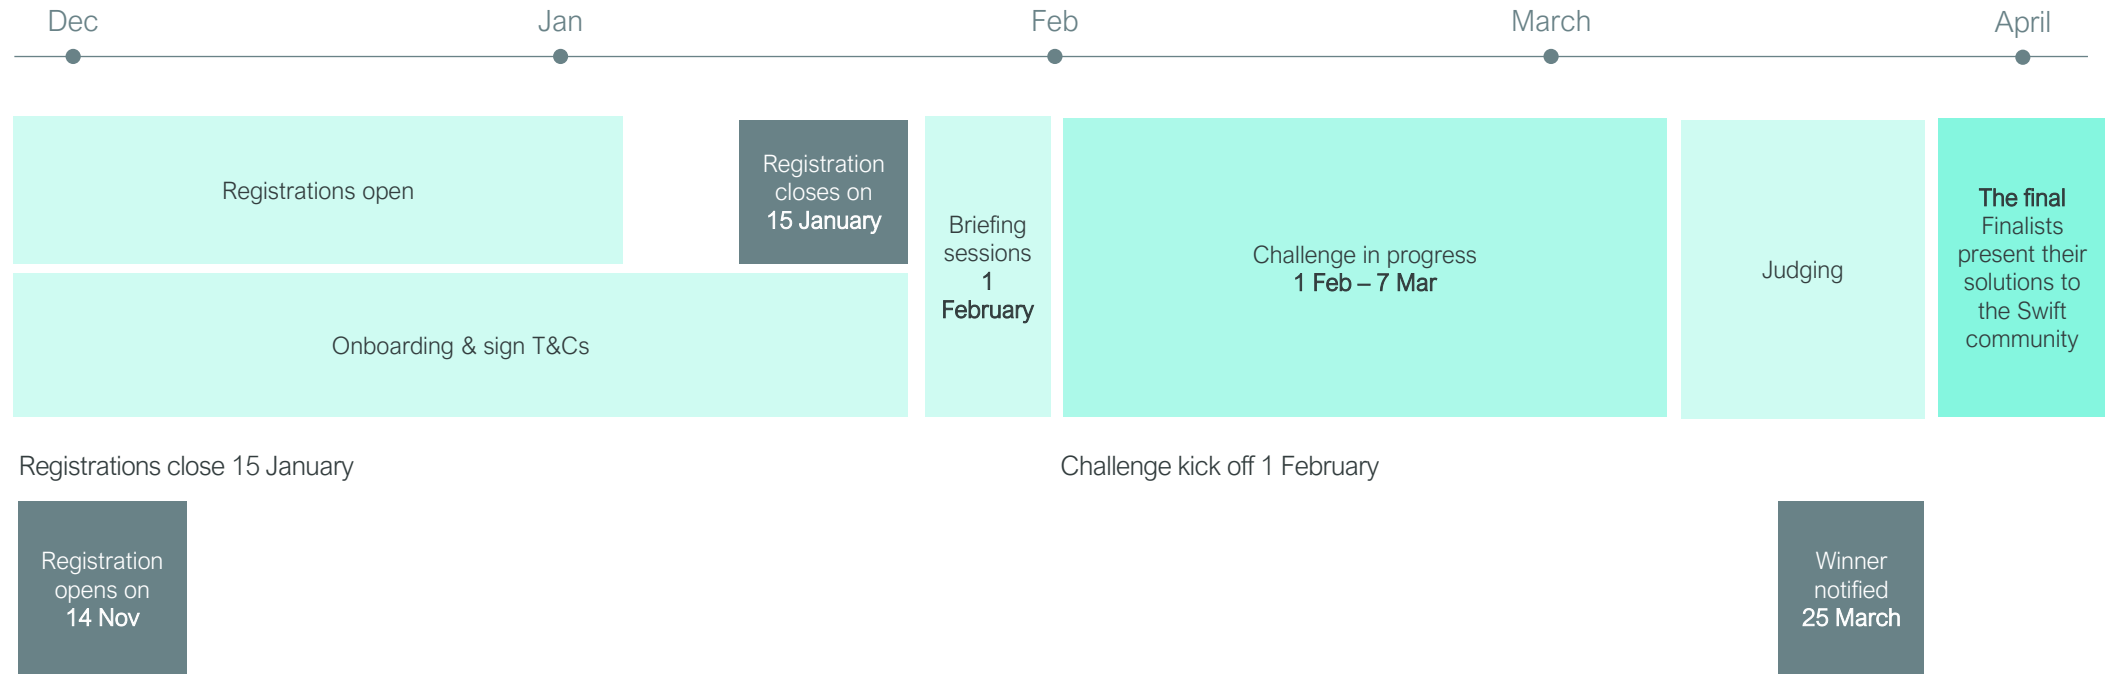 Dec
Jan
Feb
March
April
Registrations open
Registration
closes on
15 January
Onboarding & sign T&Cs
Briefing
sessions
1
February
Challenge in progress
1 Feb – 7 Mar
Judging
The final
Finalists
present their
solutions to
the Swift
community
Registrations close 15 January
Challenge kick off 1 February
Registration
opens on
14 Nov
Winner
notified
25 March